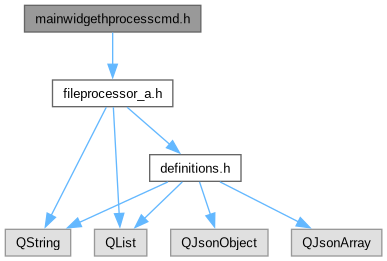 mainwidgethprocesscmd.h
fileprocessor_a.h
definitions.h
QString
QList
QJsonObject
QJsonArray